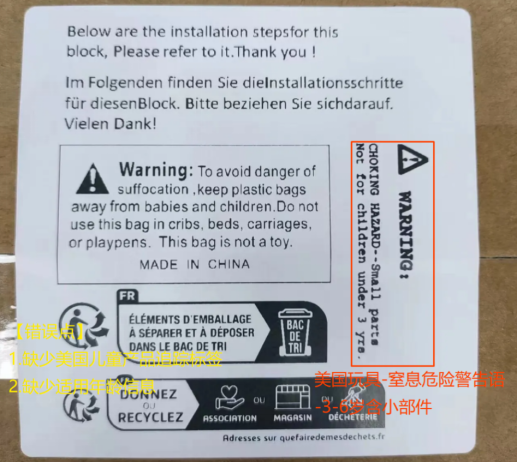 Below are the installation stepsfor this
block, Please refer to it.Thank you !
Im Folgenden finden Sie dieInstallationsschritte
für diesenBlock. Bitte beziehen Sie sichdarauf.
Vielen Dank!
Warning: To avoid danger of
suffocation ,keep plastic bags
away from babies and children.Do not
use this bag in cribs, beds, carriages,
or playpens. This bag is not a toy.
MADE IN CHINA
WARNING:
CHOKING HAZARD--Small parts
Not for children under 3 yrs.
FR
ÉLÉMENTS D'EMBALLAGE
À SÉPARER ET À DÉPOSER
DANS LE BAC DE TRI
BAC
DE
TRI
【错误点】
1.缺少美国儿童产品追踪标签
2.缺少适用年龄信息
美国玩具-窒息危险警告语
-3-6岁含小部件
FR
DONNEZ
OU
RECYCLEZ
ASSOCIATION
OU
MAGASIN
OU
DÉCHÈTERIE
Adresses sur quefairedemesdechets.fr